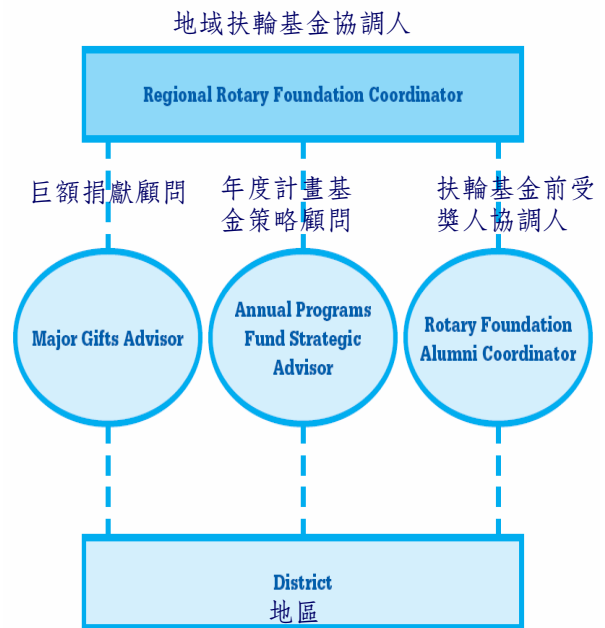 地域扶輪基金協調人
Regional Rotary Foundation Coordinator
巨額捐獻顧問
年度計畫基
金策略顧問
扶輪基金前受
獎人協調人
Major Gifts Advisor
Annual Programs
Fund Strategic
Advisor
Rotary Foundation
Alumni Coordinator
District
地區